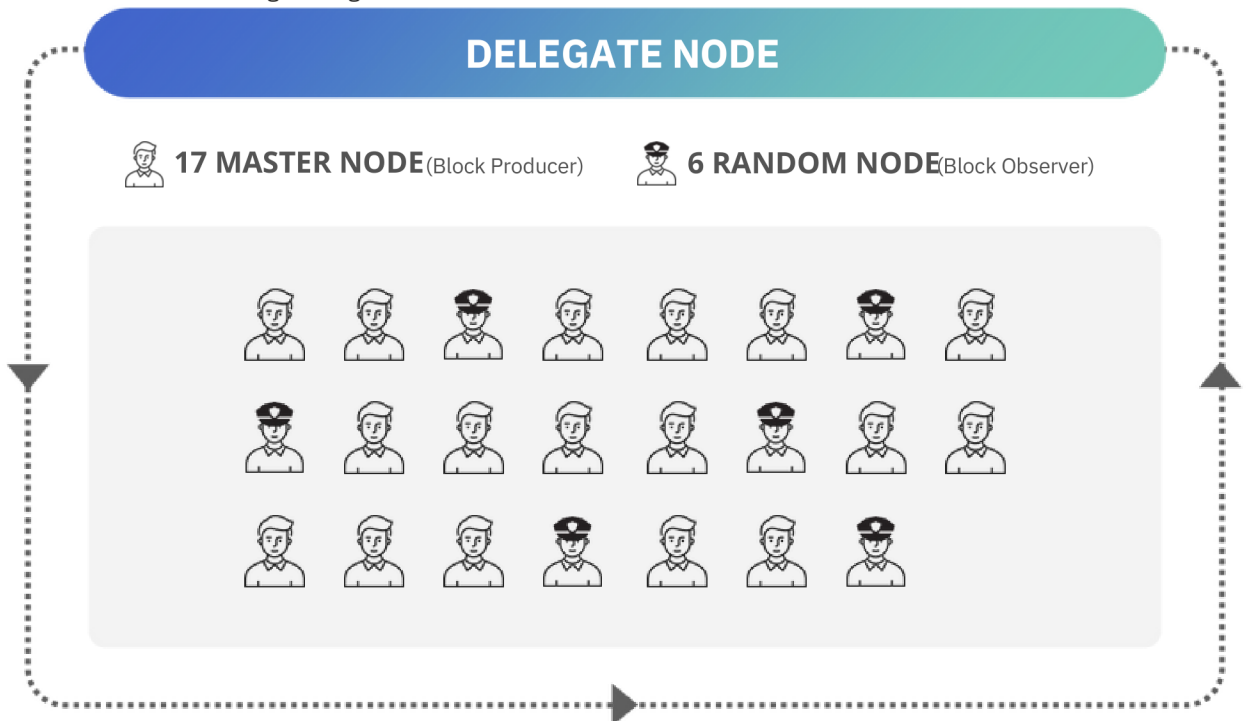 DELEGATE NODE
17 MASTER NODE (Block Producer)
6 RANDOM NODE(Block Observer)